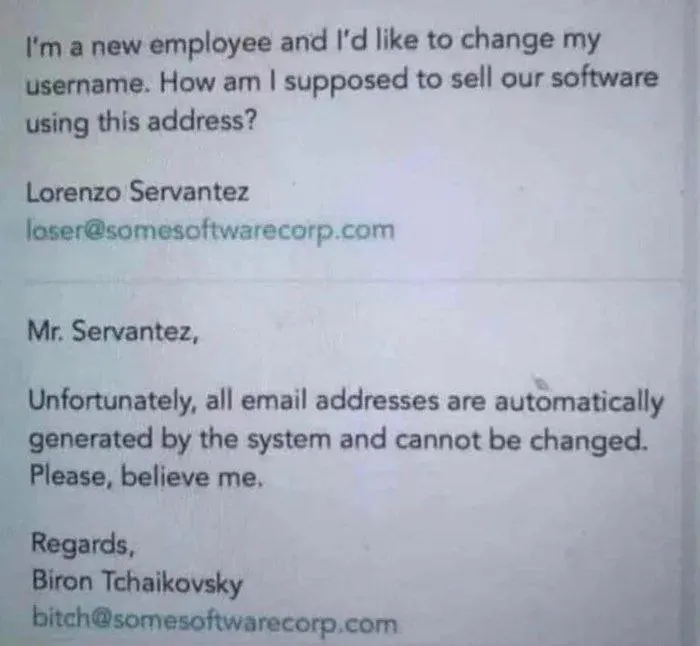 I'm a new employee and I'd like to change my
username. How am I supposed to sell our software
using this address?
Lorenzo Servantez
loser@somesoftwarecorp.com
Mr. Servantez,
Unfortunately, all email addresses are automatically
generated by the system and cannot be changed.
Please, believe me.
Regards,
Biron Tchaikovsky
bitch@somesoftwarecorp.com